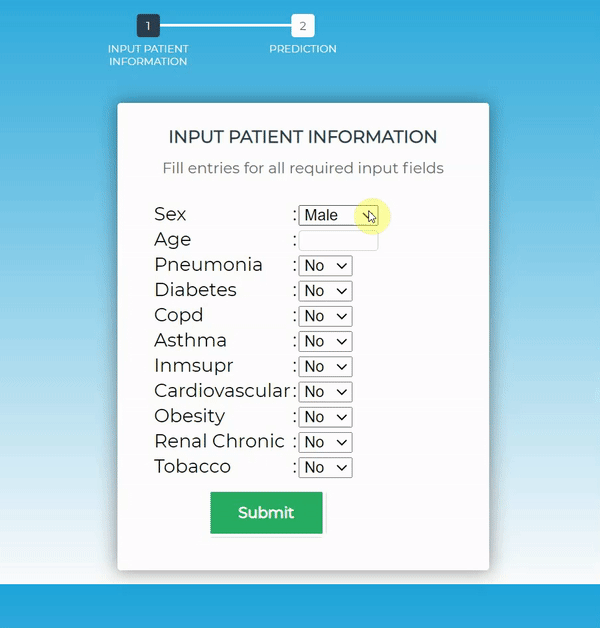 1 2
INPUT PATIENT INFORMATION PREDICTION
INPUT PATIENT INFORMATION
Fill entries for all required input fields
Sex : Male
Age :
Pneumonia : No
Diabetes : No
Copd : No
Asthma : No
Inmsupr : No
Cardiovascular : No
Obesity : No
Renal Chronic : No
Tobacco : No
Submit